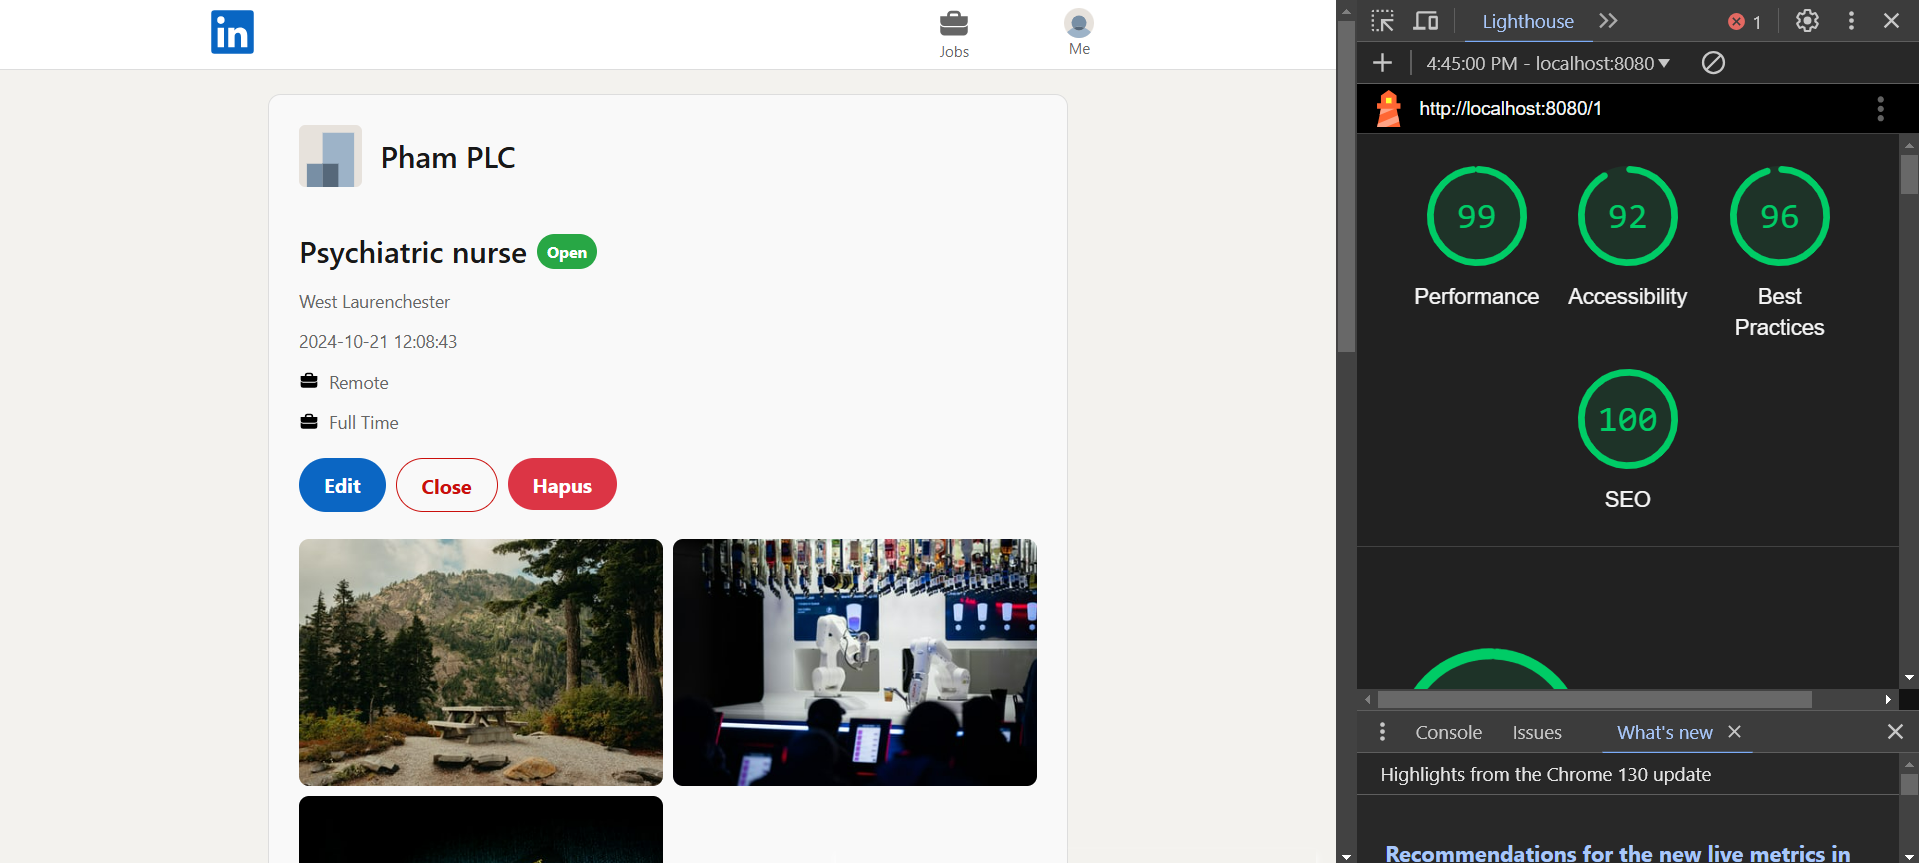 in
Jobs
Me
Pham PLC
Psychiatric nurse Open
West Laurenchester
2024-10-21 12:08:43
Remote
Full Time
Edit Close Hapus
Lighthouse
1
4:45:00 PM - localhost:8080
http://localhost:8080/1
99 92 96
Performance Accessibility Best
Practices
100
SEO
Console Issues What's new
Highlights from the Chrome 130 update
Recommendations for the new live metrics in